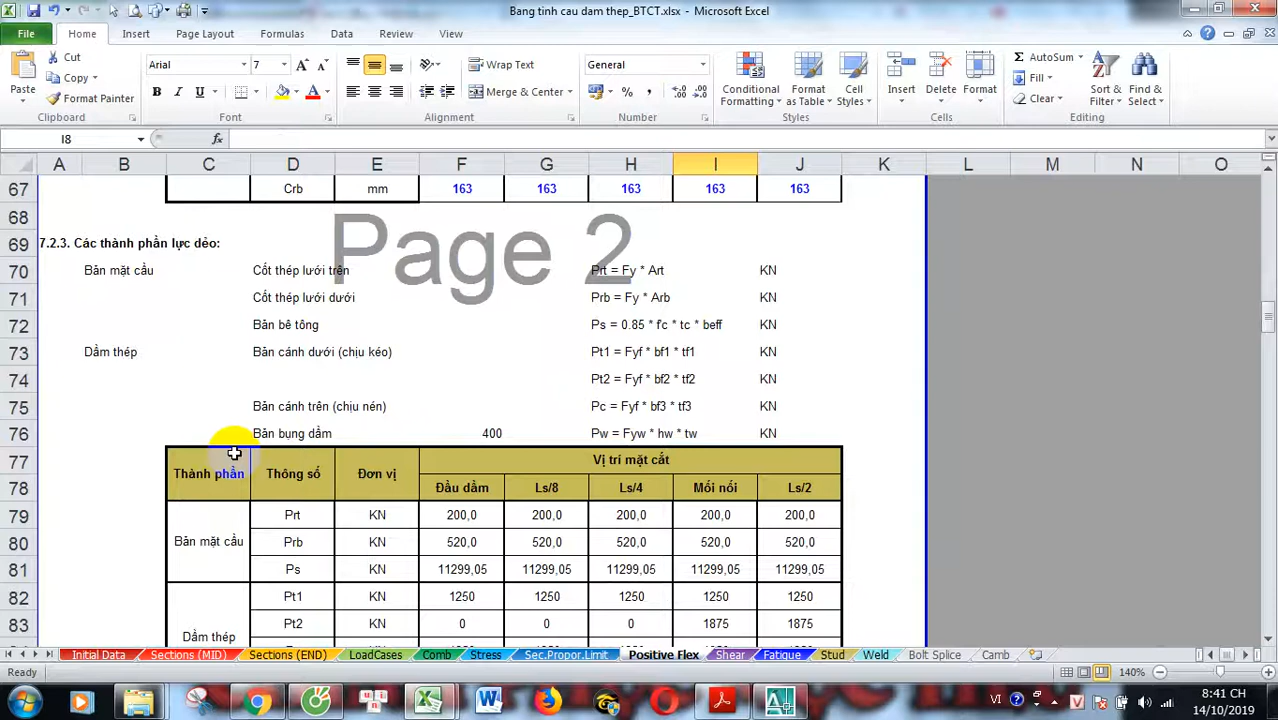 Bang tinh cau dam thep_BTCT.xlsx - Microsoft Excel
File Home Insert Page Layout Formulas Data Review View
Paste
Cut
Copy
Format Painter
Clipboard
Arial 7
B I U
Font
Wrap Text
Merge & Center
Alignment
General
Number
Conditional Formatting
Format as Table
Cell Styles
Styles
Insert Delete Format
Cells
AutoSum
Fill
Clear
Sort & Filter
Find & Select
Editing
I8 fx
A B C D E F G H I J K L M N O
67 Crb mm 163 163 163 163 163
68
Page 2
69 7.2.3. Các thành phần lực dẻo:
70 Bản mặt cầu Cốt thép lưới trên Prt = Fy * Art KN
71 Cốt thép lưới dưới Prb = Fy * Arb KN
72 Bản bê tông Ps = 0.85 * f'c * tc * beff KN
73 Dầm thép Bản cánh dưới (chịu kéo) Pt1 = Fyf * bf1 * tf1 KN
74 Pt2 = Fyf * bf2 * tf2 KN
75 Bản cánh trên (chịu nén) Pc = Fyf * bf3 * tf3 KN
76 Bản bụng dầm 400 Pw = Fyw * hw * tw KN
77 Thành phần Thông số Đơn vị Vị trí mặt cắt
78 Đầu dầm Ls/8 Ls/4 Mối nối Ls/2
79 Prt KN 200,0 200,0 200,0 200,0 200,0
80 Bản mặt cầu Prb KN 520,0 520,0 520,0 520,0 520,0
81 Ps KN 11299,05 11299,05 11299,05 11299,05 11299,05
82 Pt1 KN 1250 1250 1250 1250 1250
83 Dầm thép Pt2 KN 0 0 0 1875 1875
Initial Data Sections (MID) Sections (END) LoadCases Comb Stress Sec.Propor.Limit Positive Flex Shear Fatigue Stud Weld Bolt Splice Camb
Ready 140%
VI 8:41 CH
14/10/2019